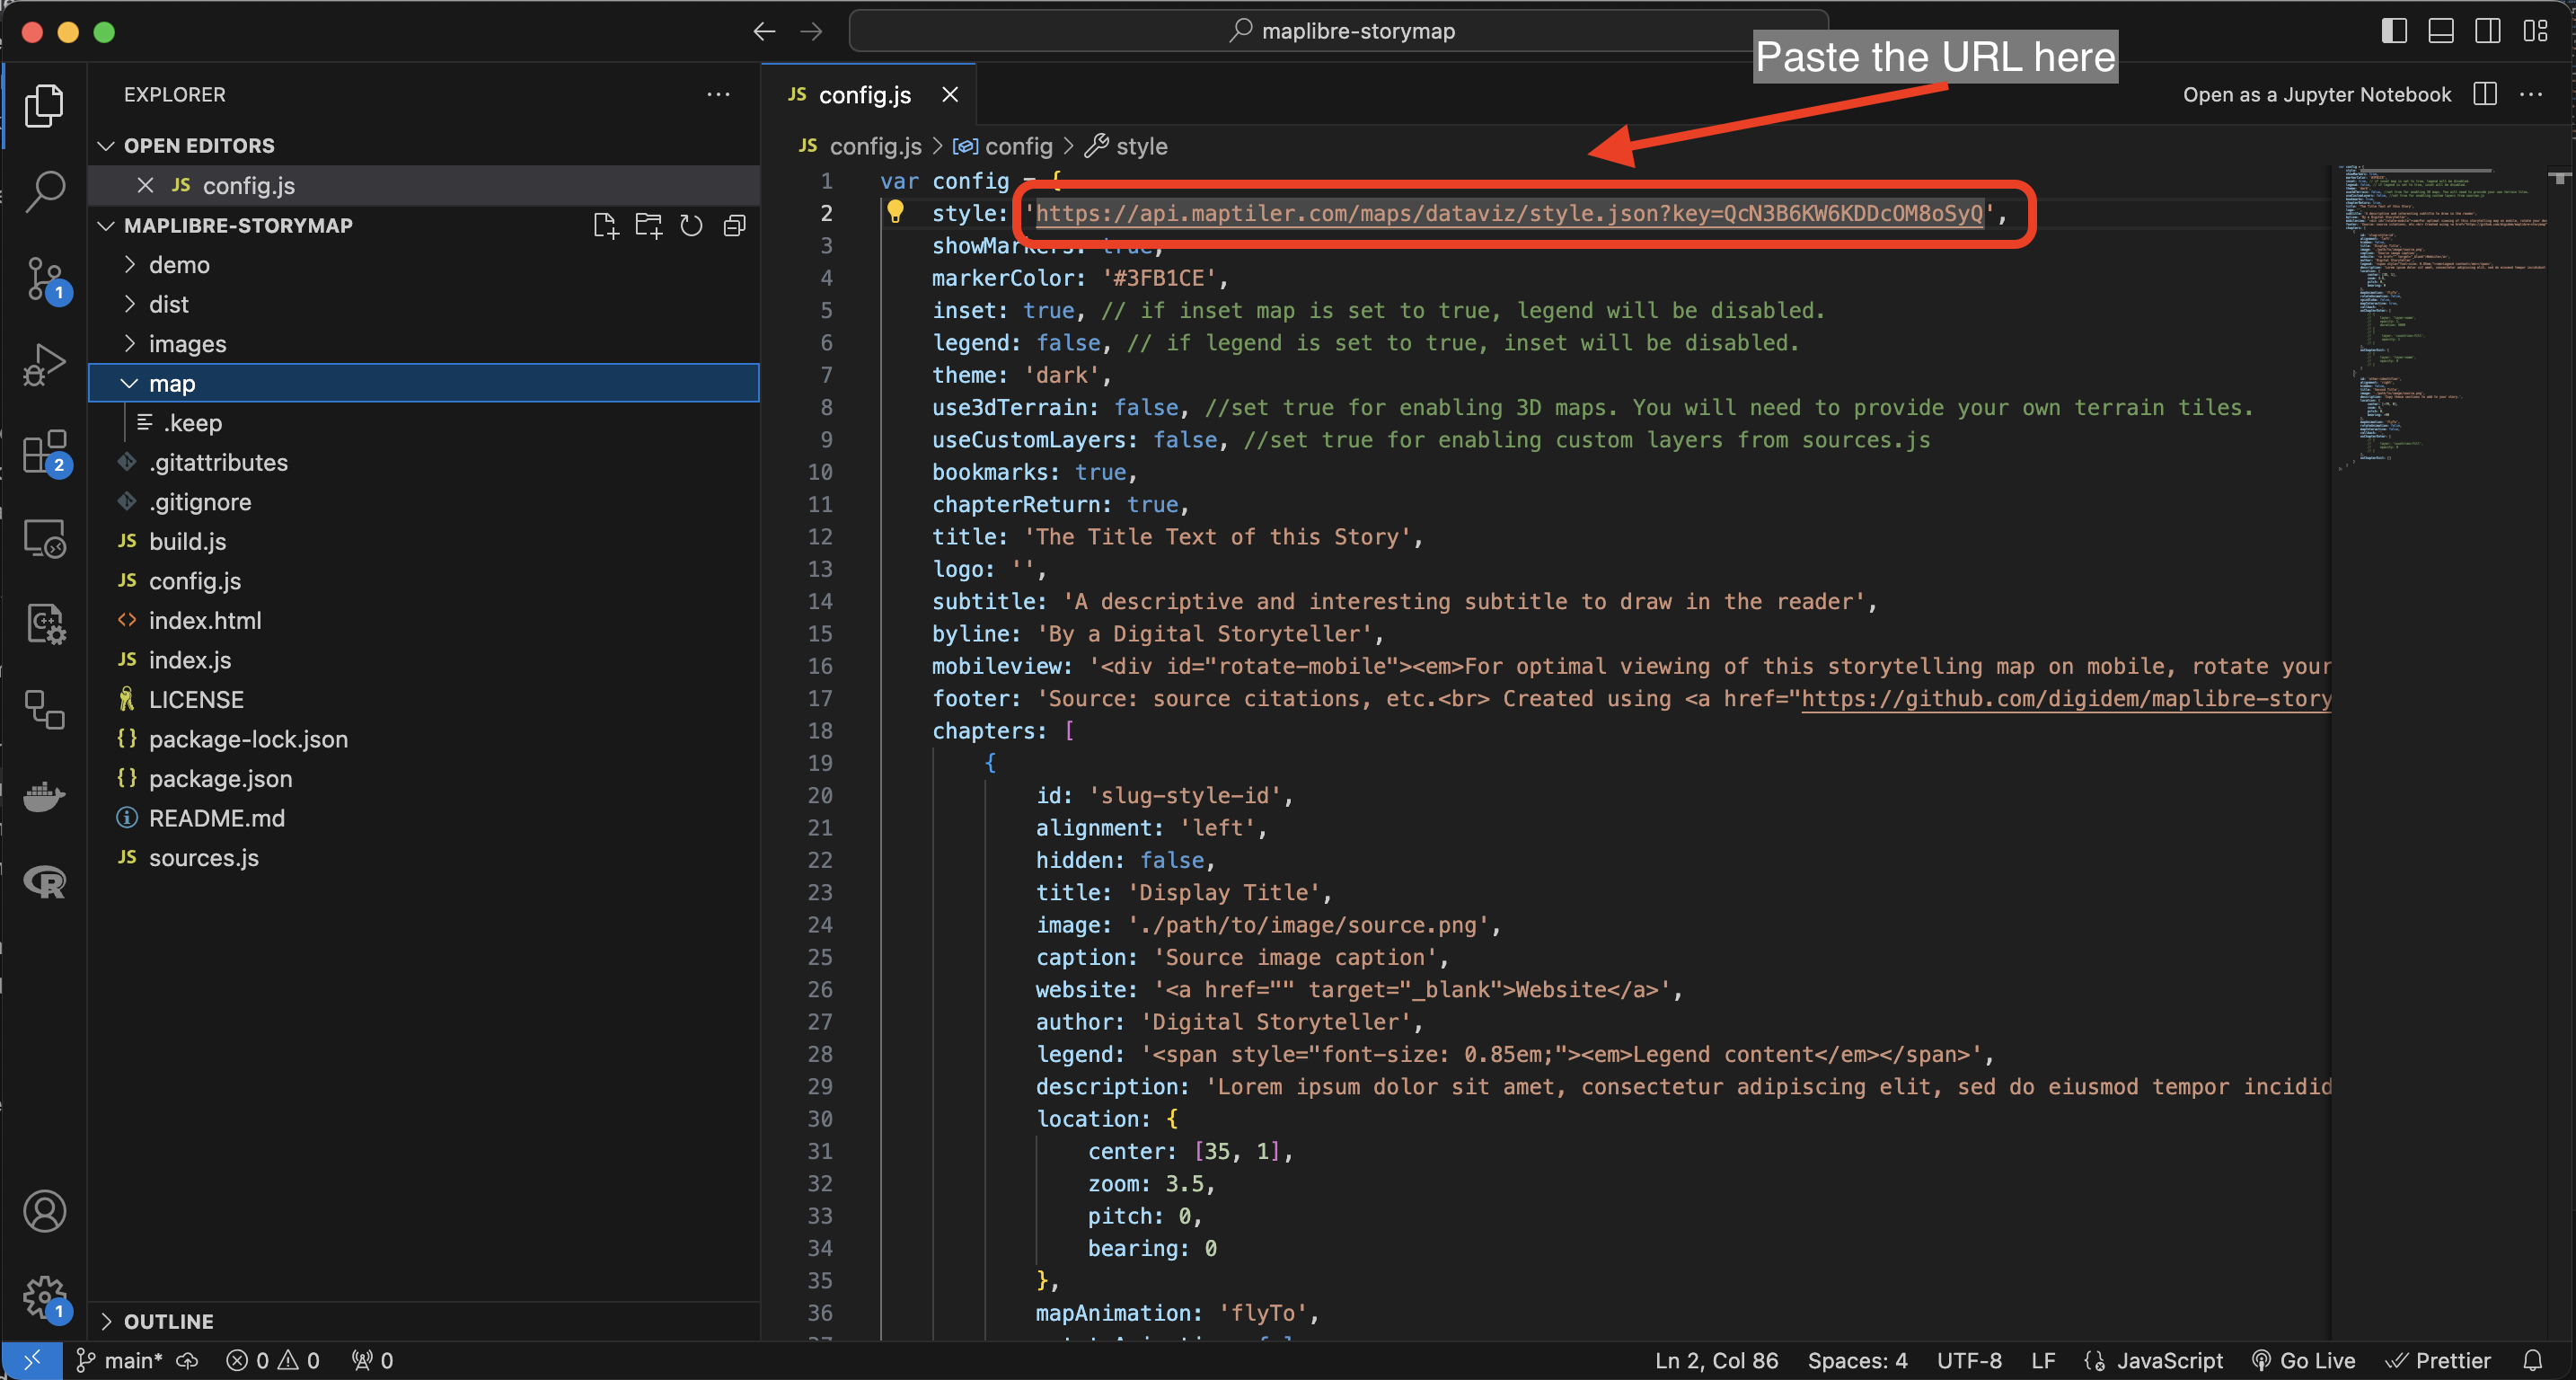 maplibre-storymap
Paste the URL here
EXPLORER
JS config.js
Open as a Jupyter Notebook
OPEN EDITORS
JS config.js
MAPLIBRE-STORYMAP
demo
dist
images
map
.keep
.gitattributes
.gitignore
JS build.js
JS config.js
<> index.html
JS index.js
LICENSE
{} package-lock.json
{} package.json
README.md
JS sources.js
OUTLINE
1
2
1
JS config.js > config > style
1 var config = {
2 style: 'https://api.maptiler.com/maps/dataviz/style.json?key=QcN3B6KW6KDDcOM8oSyQ',
3 showMarkers: true,
4 markerColor: '#3FB1CE',
5 inset: true, // if inset map is set to true, legend will be disabled.
6 legend: false, // if legend is set to true, inset will be disabled.
7 theme: 'dark',
8 use3dTerrain: false, //set true for enabling 3D maps. You will need to provide your own terrain tiles.
9 useCustomLayers: false, //set true for enabling custom layers from sources.js
10 bookmarks: true,
11 chapterReturn: true,
12 title: 'The Title Text of this Story',
13 logo: '',
14 subtitle: 'A descriptive and interesting subtitle to draw in the reader',
15 byline: 'By a Digital Storyteller',
16 mobileview: '<div id="rotate-mobile"><em>For optimal viewing of this storytelling map on mobile, rotate your
17 footer: 'Source: source citations, etc.<br> Created using <a href="https://github.com/digidem/maplibre-story
18 chapters: [
19 {
20 id: 'slug-style-id',
21 alignment: 'left',
22 hidden: false,
23 title: 'Display Title',
24 image: './path/to/image/source.png',
25 caption: 'Source image caption',
26 website: '<a href="" target="_blank">Website</a>',
27 author: 'Digital Storyteller',
28 legend: '<span style="font-size: 0.85em;"><em>Legend content</em></span>',
29 description: 'Lorem ipsum dolor sit amet, consectetur adipiscing elit, sed do eiusmod tempor incidid
30 location: {
31 center: [35, 1],
32 zoom: 3.5,
33 pitch: 0,
34 bearing: 0
35 },
36 mapAnimation: 'flyTo',
main* 0 0 0
Ln 2, Col 86 Spaces: 4 UTF-8 LF JavaScript Go Live Prettier